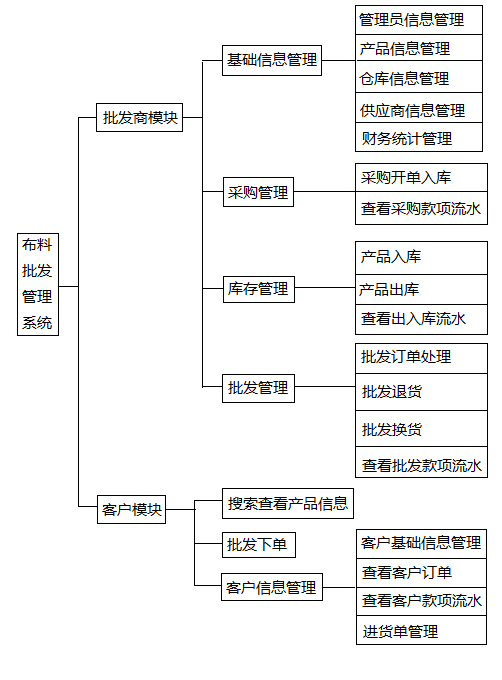 布料
批发
管理
系统
批发商模块
基础信息管理
管理员信息管理
产品信息管理
仓库信息管理
供应商信息管理
财务统计管理
采购管理
采购开单入库
查看采购款项流水
库存管理
产品入库
产品出库
查看出入库流水
批发管理
批发订单处理
批发退货
批发换货
查看批发款项流水
客户模块
搜索查看产品信息
批发下单
客户信息管理
客户基础信息管理
查看客户订单
查看客户款项流水
进货单管理